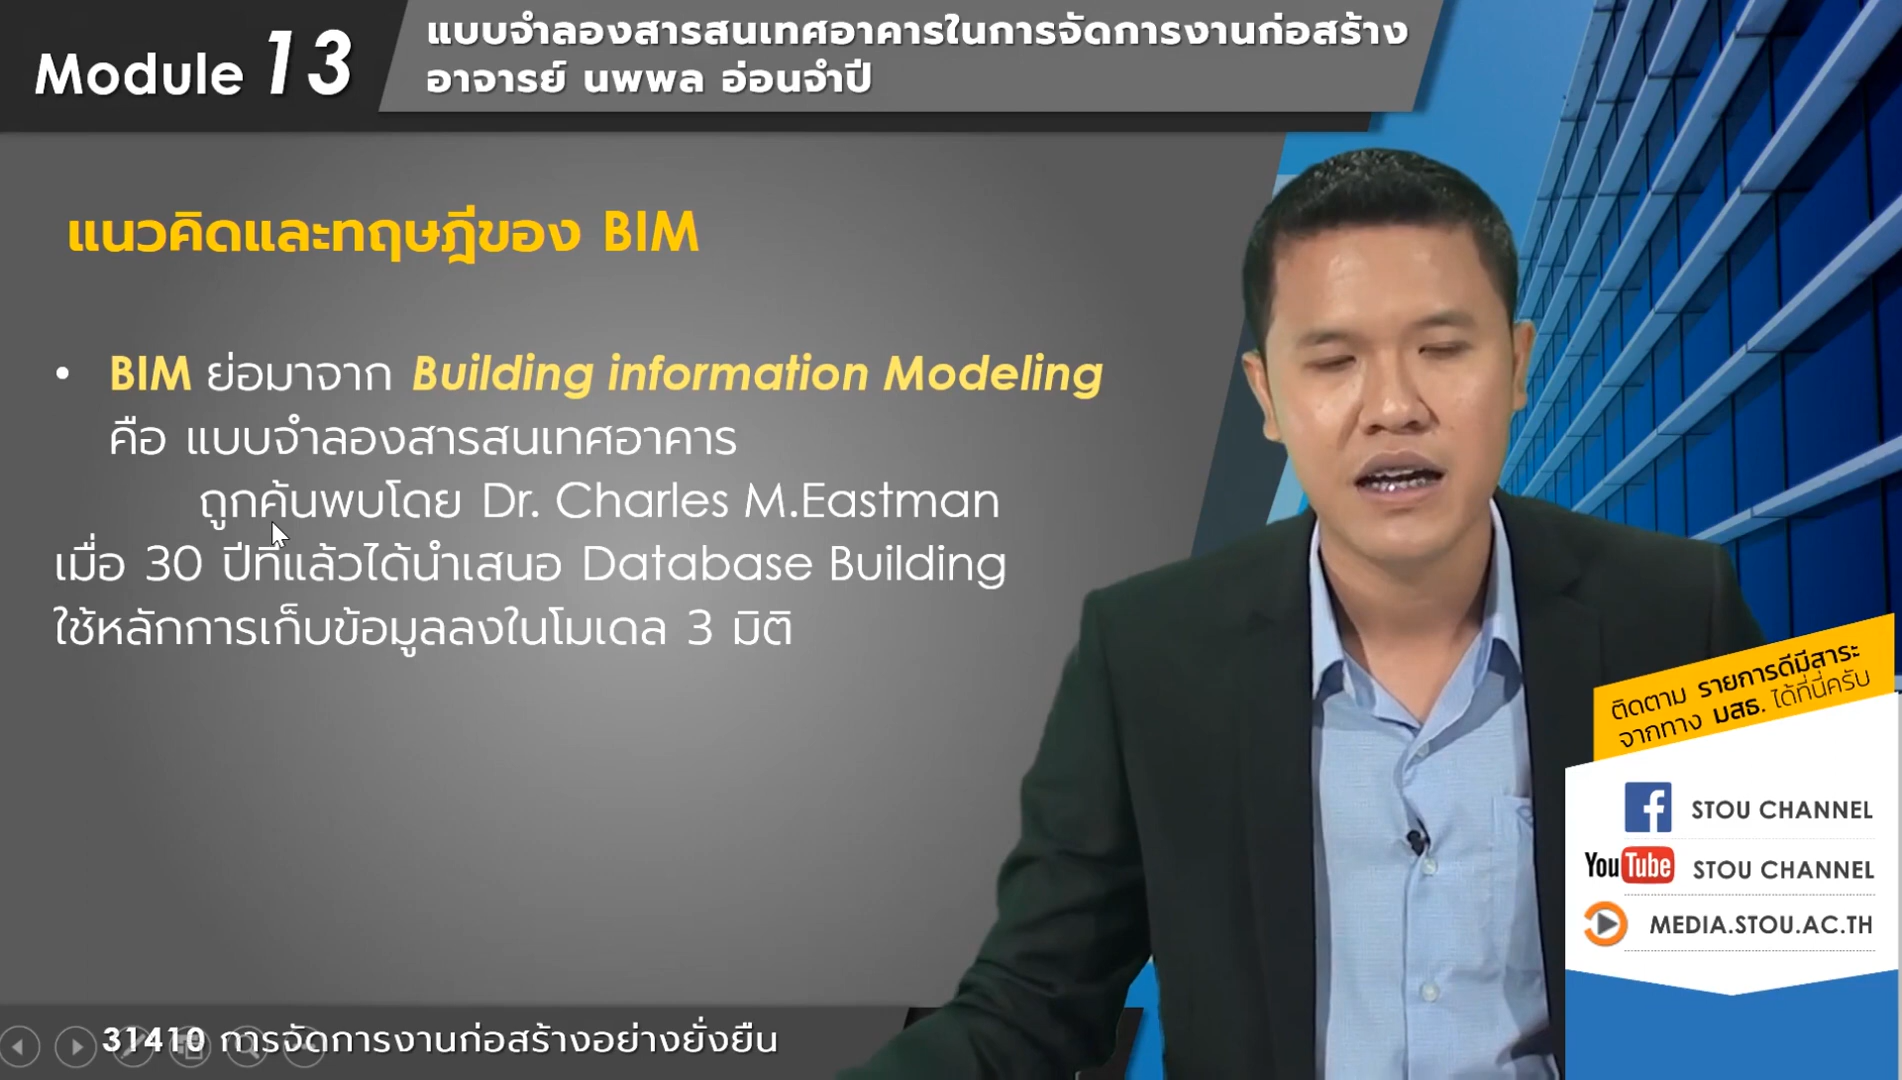 Module 13
แบบจำลองสารสนเทศอาคารในการจัดการงานก่อสร้าง
อาจารย์ นพพล อ่อนจำปี
แนวคิดและทฤษฎีของ BIM
• BIM ย่อมาจาก Building information Modeling
คือ แบบจำลองสารสนเทศอาคาร
ถูกค้นพบโดย Dr. Charles M.Eastman
เมื่อ 30 ปีที่แล้วได้นำเสนอ Database Building
ใช้หลักการเก็บข้อมูลลงในโมเดล 3 มิติ
ติดตาม รายการดีมีสาระ
จากทาง มสธ. ได้ที่นี่ครับ
STOU CHANNEL
YouTube STOU CHANNEL
MEDIA.STOU.AC.TH
31410 การจัดการงานก่อสร้างอย่างยั่งยืน